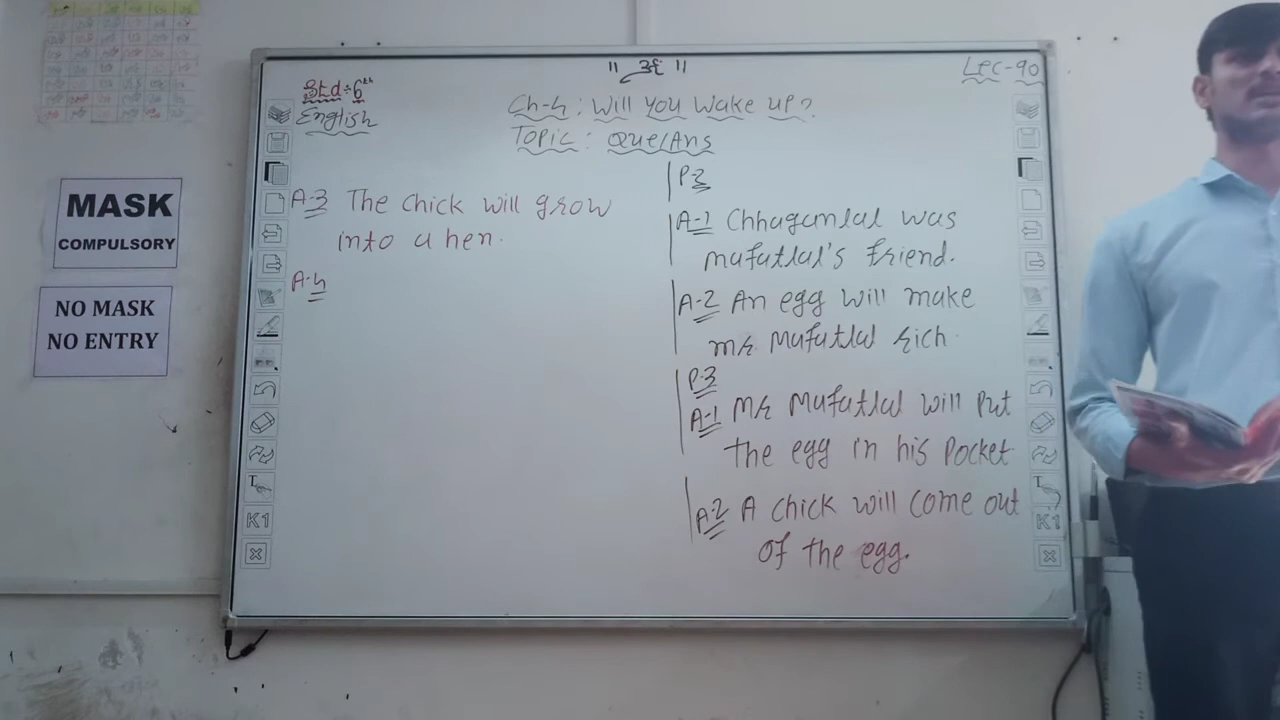 || ૐ ||
Std÷6th
English
Lec-90
Ch-4: Will You Wake up?
Topic: Que/Ans
MASK
COMPULSORY
NO MASK
NO ENTRY
A-3 The chick will grow
into a hen.
A-4
P-2
A-1 Chhaganlal was
mafatlal's friend.
A-2 An egg will make
mr Mafatlal rich.
P-3
A-1 Mr Mafatlal will put
the egg in his pocket
A-2 A chick will come out
of the egg.
T
K1
T
K1